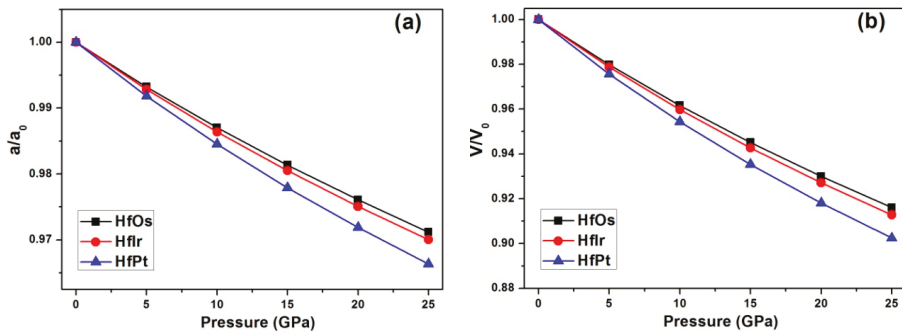 (a)
1.00
0.99
0.98
0.97
a/a0
HfOs
HfIr
HfPt
0 5 10 15 20 25
Pressure (GPa)
(b)
1.00
0.98
0.96
0.94
0.92
0.90
0.88
V/V0
HfOs
HfIr
HfPt
0 5 10 15 20 25
Pressure (GPa)